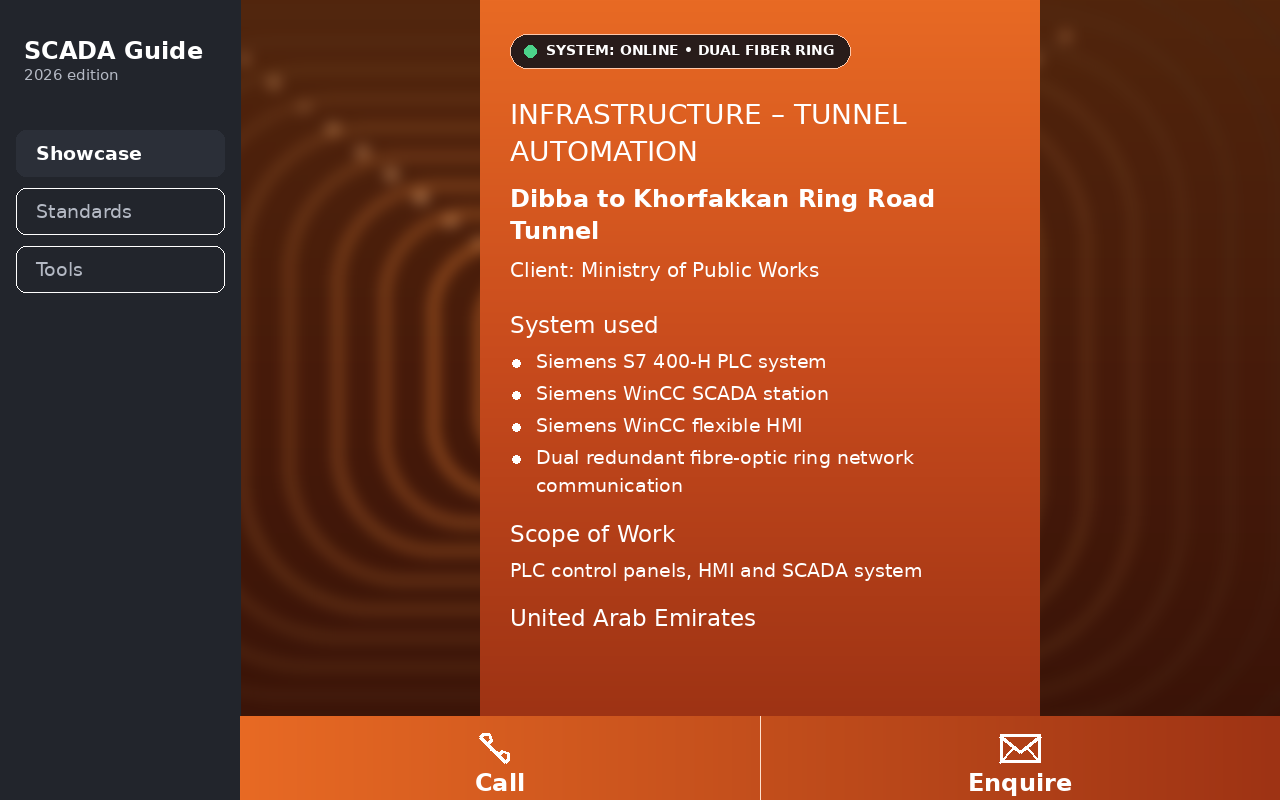 SCADA Guide
2026 edition
Showcase
Standards
Tools
SYSTEM: ONLINE • DUAL FIBER RING
INFRASTRUCTURE – TUNNEL
AUTOMATION
Dibba to Khorfakkan Ring Road
Tunnel
Client: Ministry of Public Works
System used
Siemens S7 400-H PLC system
Siemens WinCC SCADA station
Siemens WinCC flexible HMI
Dual redundant fibre-optic ring network
communication
Scope of Work
PLC control panels, HMI and SCADA system
United Arab Emirates
Call
Enquire